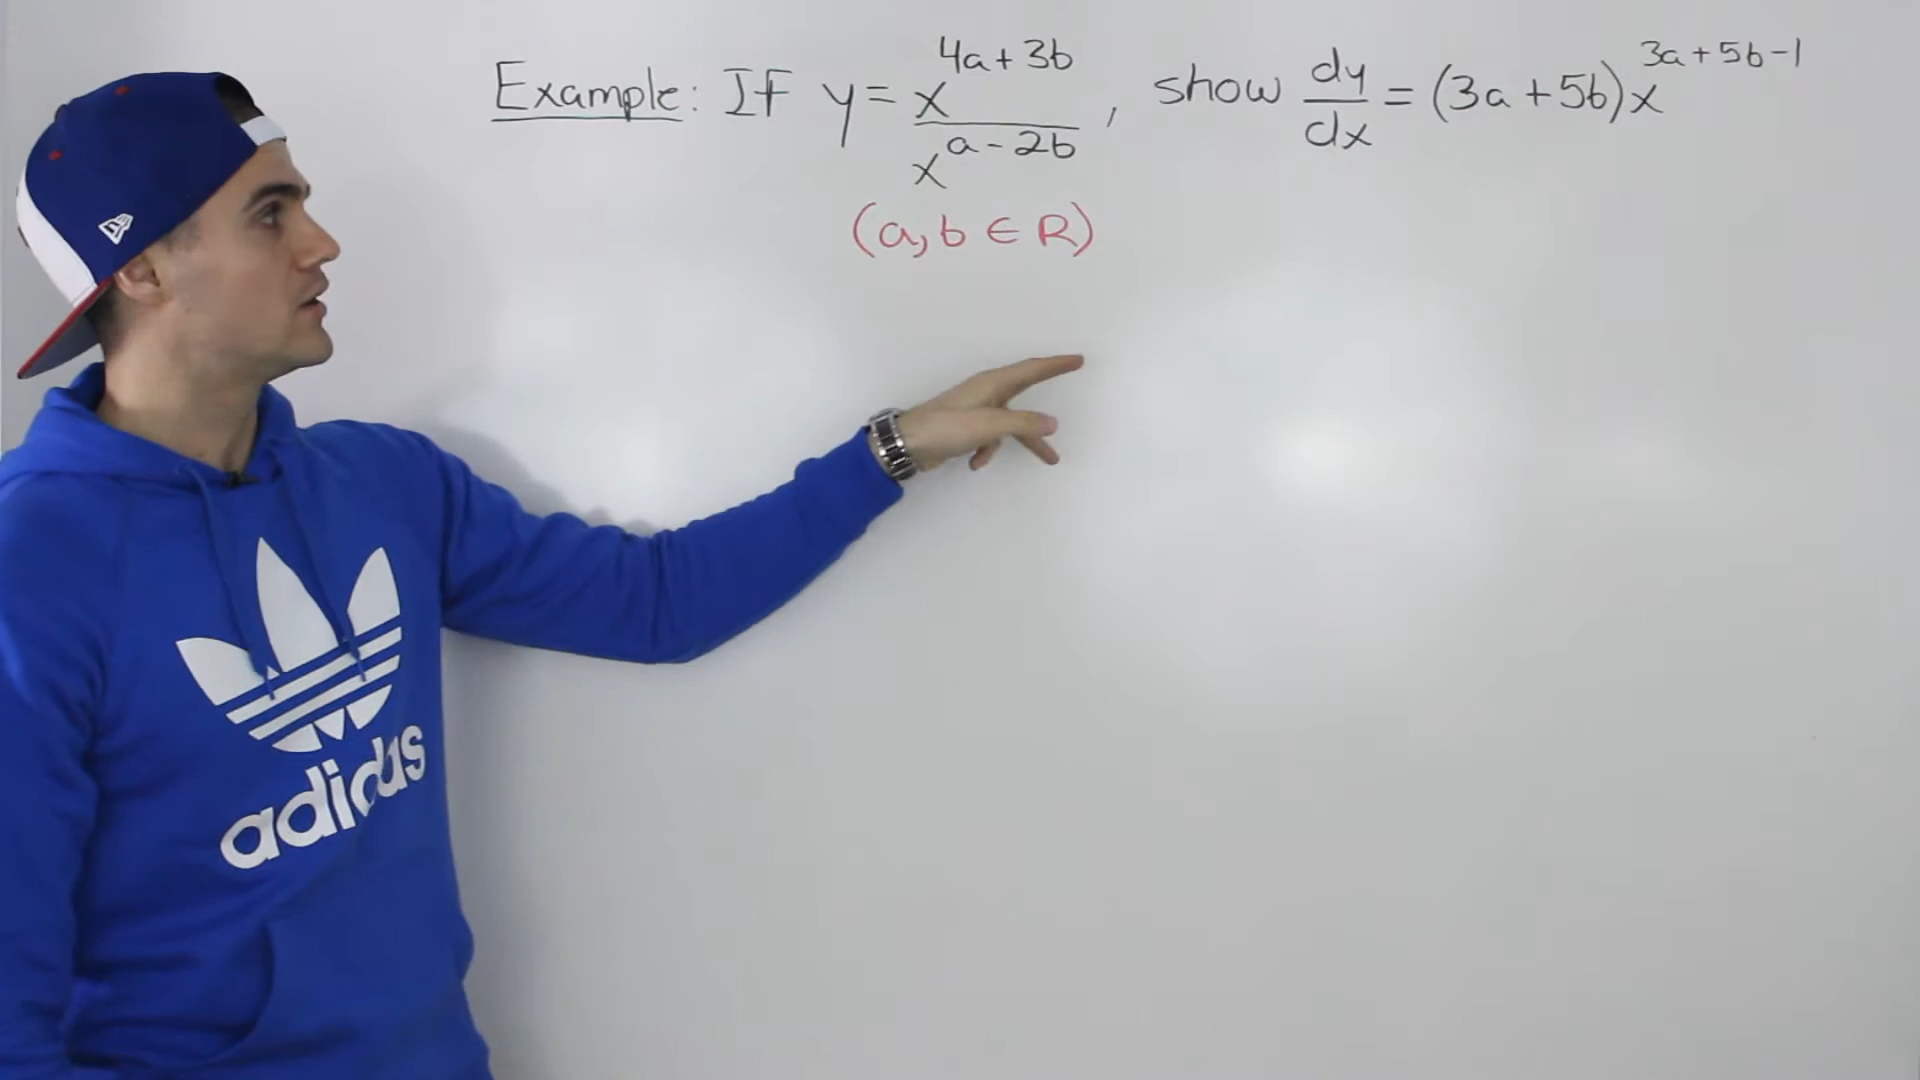 Example: If y = x^(4a+3b) / x^(a-2b), show dy/dx = (3a+5b)x^(3a+5b-1)
(a, b ∈ R)
adidas